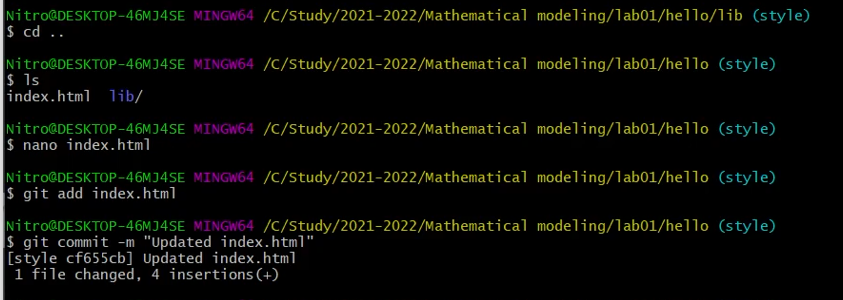 Nitro@DESKTOP-46MJ4SE MINGW64 /C/Study/2021-2022/Mathematical modeling/lab01/hello/lib (style)
$ cd ..
Nitro@DESKTOP-46MJ4SE MINGW64 /C/Study/2021-2022/Mathematical modeling/lab01/hello (style)
$ ls
index.html  lib/
Nitro@DESKTOP-46MJ4SE MINGW64 /C/Study/2021-2022/Mathematical modeling/lab01/hello (style)
$ nano index.html
Nitro@DESKTOP-46MJ4SE MINGW64 /C/Study/2021-2022/Mathematical modeling/lab01/hello (style)
$ git add index.html
Nitro@DESKTOP-46MJ4SE MINGW64 /C/Study/2021-2022/Mathematical modeling/lab01/hello (style)
$ git commit -m "Updated index.html"
[style cf655cb] Updated index.html
 1 file changed, 4 insertions(+)